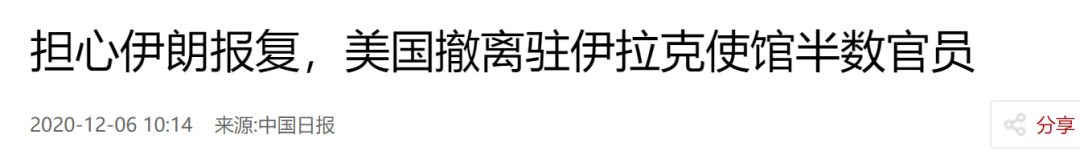 担心伊朗报复，美国撤离驻伊拉克使馆半数官员
2020-12-06 10:14 来源:中国日报 分享